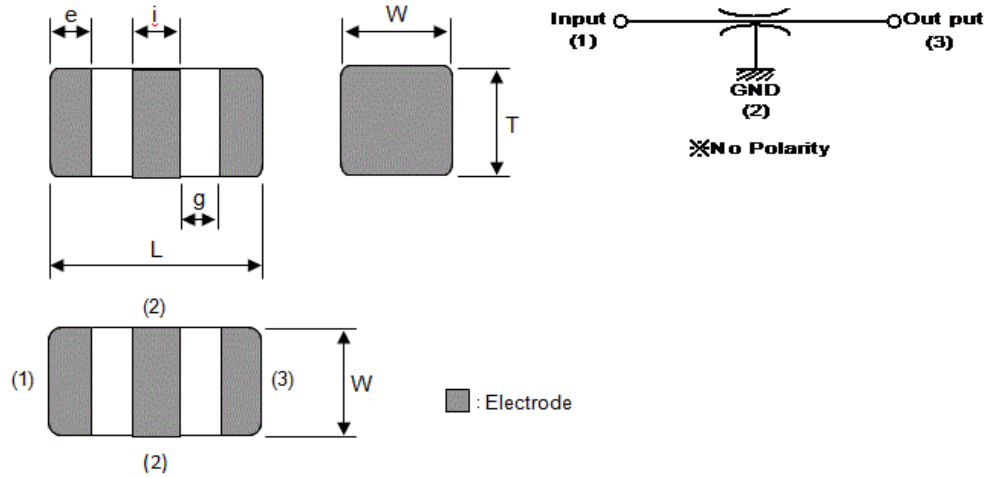 e
i
W
Input
(1)
Out put
(3)
GND
(2)
T
※No Polarity
g
L
(2)
(1)
(3)
W
: Electrode
(2)